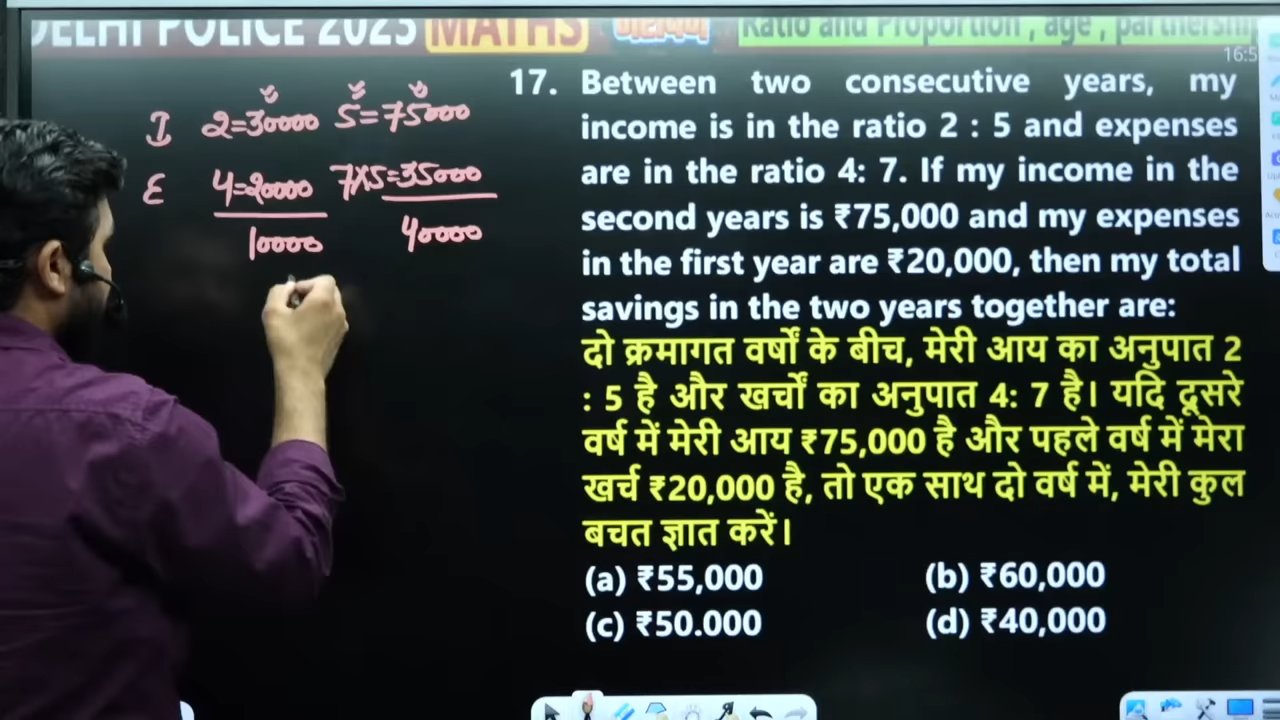 DELHI POLICE 2023 MATHS Ratio and Proportion , age , partnershi
16:5
I 2=30000 5=75000
E 4=20000 7×5=35000
10000 40000
17. Between two consecutive years, my
income is in the ratio 2 : 5 and expenses
are in the ratio 4: 7. If my income in the
second years is ₹75,000 and my expenses
in the first year are ₹20,000, then my total
savings in the two years together are:
दो क्रमागत वर्षों के बीच, मेरी आय का अनुपात 2
: 5 है और खर्चों का अनुपात 4: 7 है। यदि दूसरे
वर्ष में मेरी आय ₹75,000 है और पहले वर्ष में मेरा
खर्च ₹20,000 है, तो एक साथ दो वर्ष में, मेरी कुल
बचत ज्ञात करें।
(a) ₹55,000 (b) ₹60,000
(c) ₹50.000 (d) ₹40,000